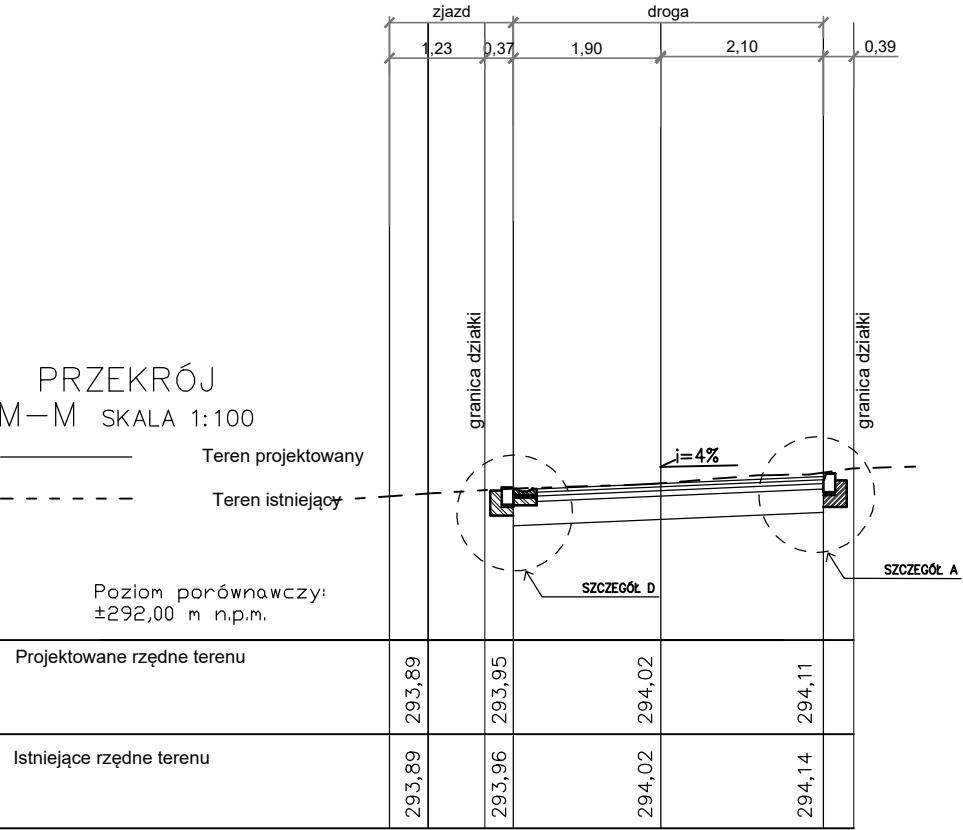 zjazd
droga
1,23
0,37
1,90
2,10
0,39
granica działki
granica działki
PRZEKRÓJ
M-M SKALA 1:100
Teren projektowany
Teren istniejący
i=4%
SZCZEGÓŁ D
SZCZEGÓŁ A
Poziom porównawczy:
±292,00 m n.p.m.
Projektowane rzędne terenu
293,89
293,95
294,02
294,11
Istniejące rzędne terenu
293,89
293,96
294,02
294,14